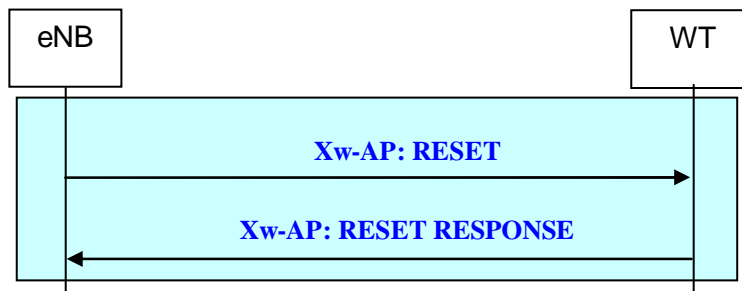 eNB
WT
Xw-AP: RESET
Xw-AP: RESET RESPONSE